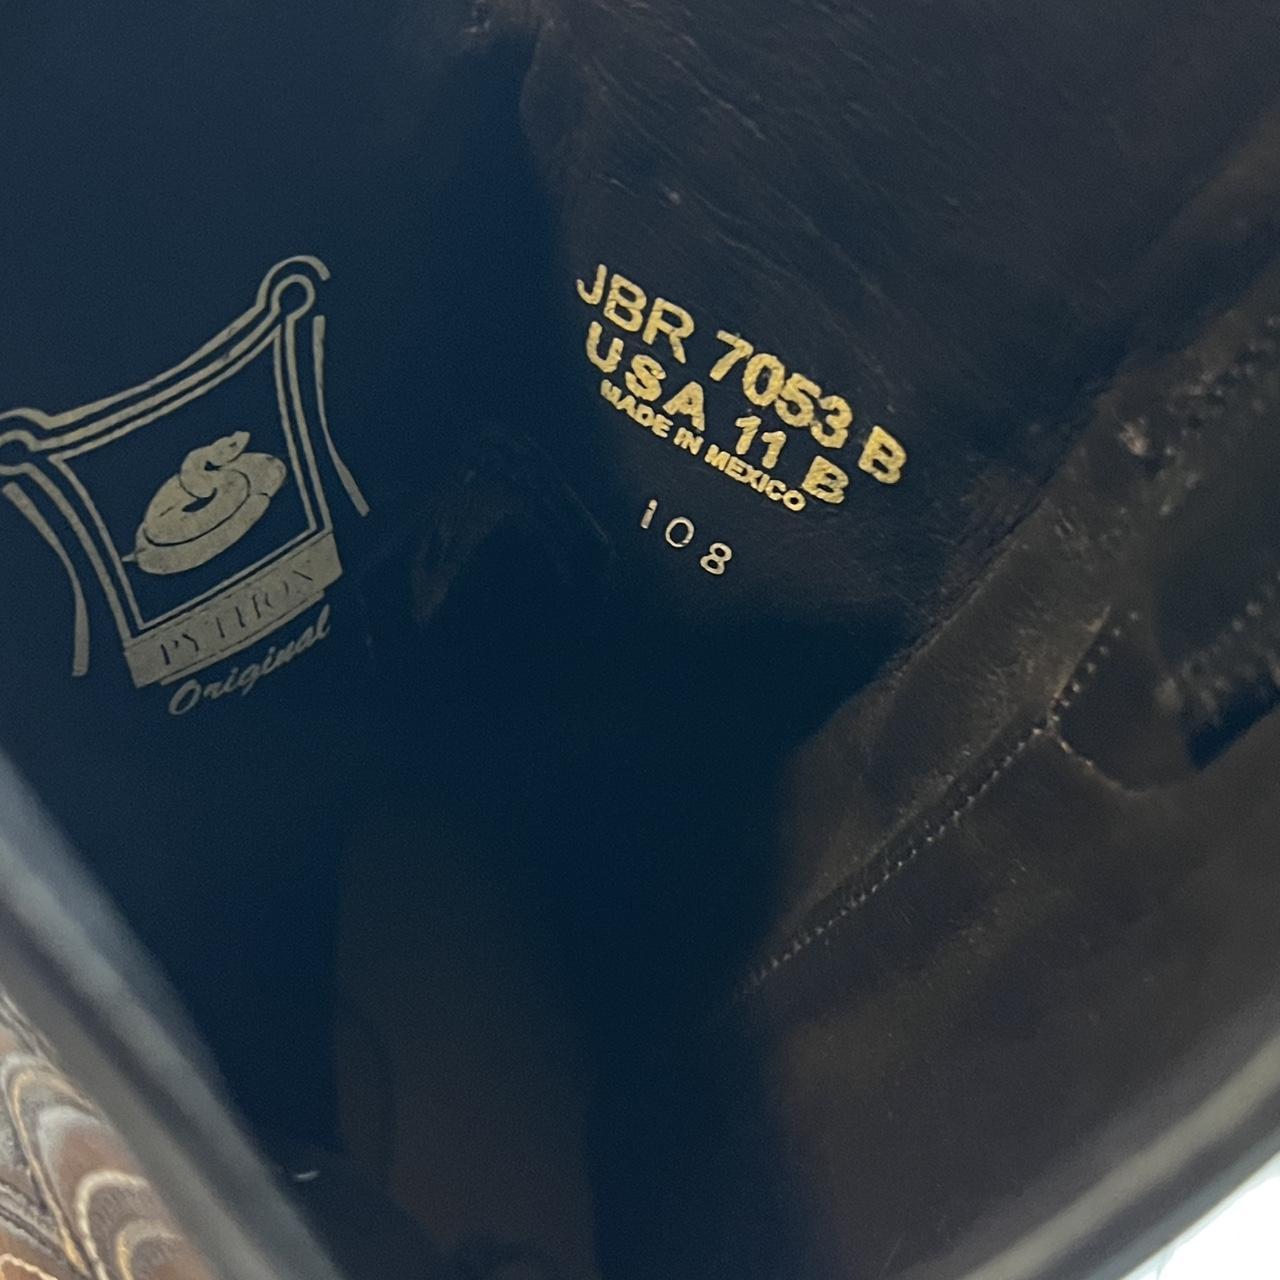 PYTHON
Original
JBR 7053 B
USA 11 B
MADE IN MEXICO
108